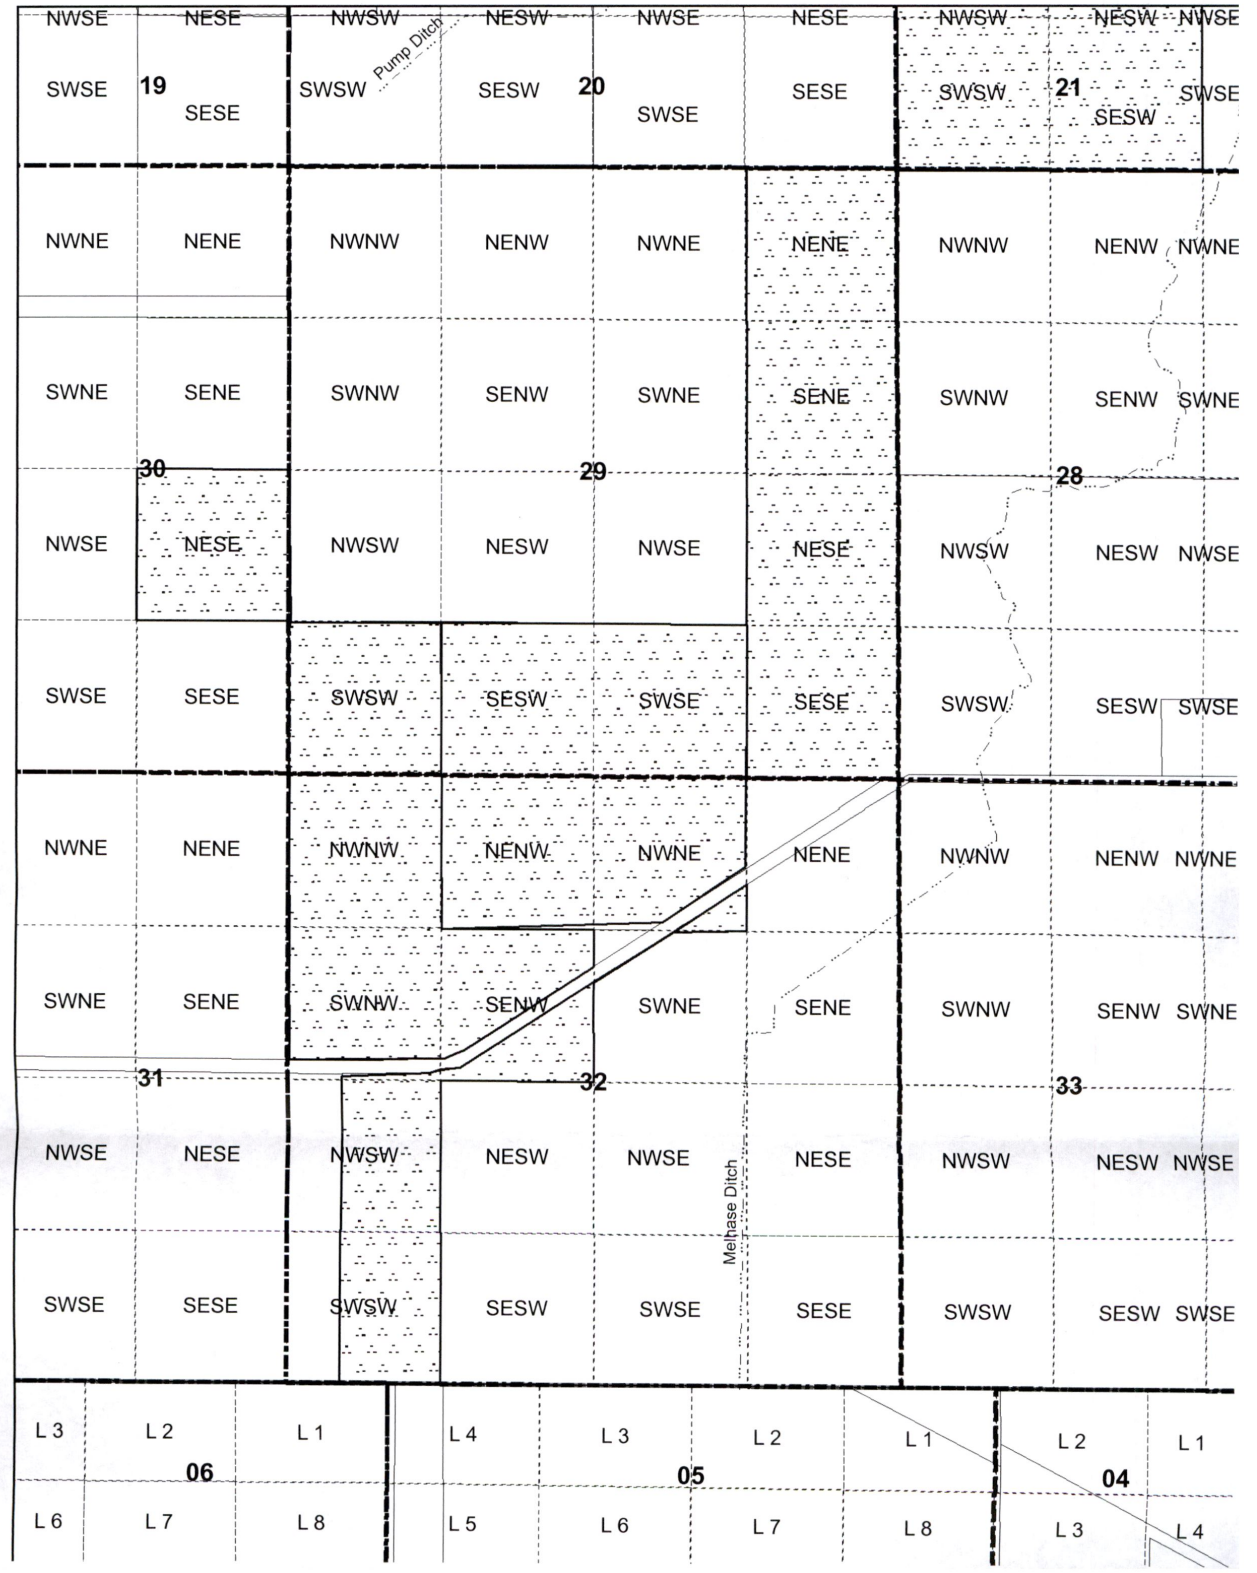 NWSE NESE NWSW NESW NWSE NESE NWSW NESW NWSE
Pump Ditch
SWSE 19 SESE SWSW SESW 20 SWSE SESE SWSW 21 SESW SWSE
NWNE NENE NWNW NENW NWNE NENE NWNW NENW NWNE
SWNE SENE SWNW SENW SWNE SENE SWNW SENW SWNE
30 29 28
NWSE NESE NWSW NESW NWSE NESE NWSW NESW NWSE
SWSE SESE SWSW SESW SWSE SESE SWSW SESW SWSE
NWNE NENE NWNW NENW NWNE NENE NWNW NENW NWNE
SWNE SENE SWNW SENW SWNE SENE SWNW SENW SWNE
31 32 33
NWSE NESE NWSW NESW NWSE NESE NWSW NESW NWSE
Melhase Ditch
SWSE SESE SWSW SESW SWSE SESE SWSW SESW SWSE
L 3 L 2 L 1 L 4 L 3 L 2 L 1 L 2 L 1
06 05 04
L 6 L 7 L 8 L 5 L 6 L 7 L 8 L 3 L 4